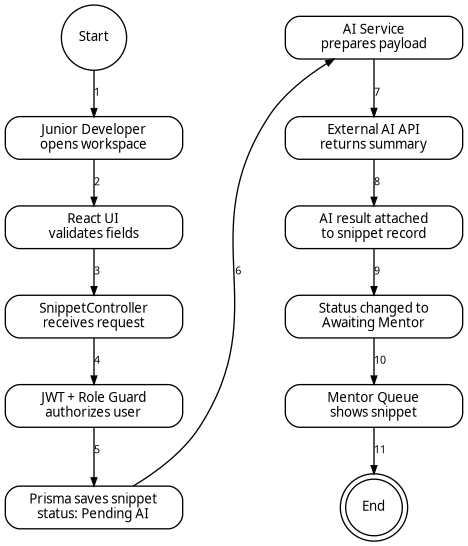 Start
1
Junior Developer
opens workspace
2
React UI
validates fields
3
SnippetController
receives request
4
JWT + Role Guard
authorizes user
5
Prisma saves snippet
status: Pending AI
6
AI Service
prepares payload
7
External AI API
returns summary
8
AI result attached
to snippet record
9
Status changed to
Awaiting Mentor
10
Mentor Queue
shows snippet
11
End